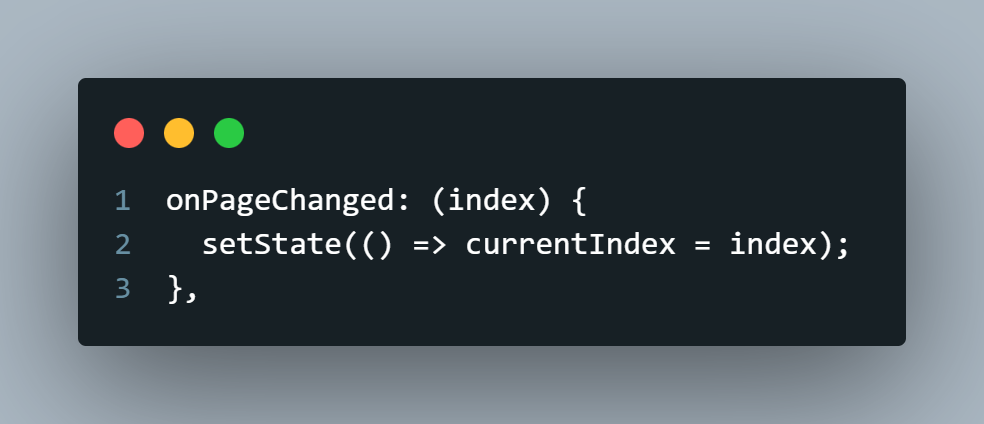 1 onPageChanged: (index) {
2   setState(() => currentIndex = index);
3 },